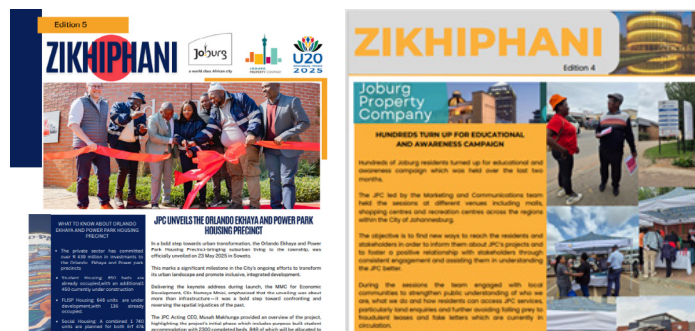 Edition 5
ZIKHIPHANI
Joburg
a world class African city
U20
2025
WHAT TO KNOW ABOUT ORLANDO
EKHAYA AND POWER PARK HOUSING
PRECINCT
The private sector has committed
over R 630 million in investments to
the Orlando Ekhaya and Power park
precincts
Student Housing 850 beds are
already occupied,with an additional
450 currently under construction
FLISP Housing: 848 units are under
development,with 136 already
occupied.
Social Housing: A combined 1 740
units are planned for both
JPC UNVEILS THE ORLANDO EKHAYA AND POWER PARK
HOUSING PRECINCT
In a bold step towards urban transformation, the Orlando Ekhaya and Power
Park Housing Precinct-bringing suburban living to the township, was
officially unveiled on 23 May 2025 in Soweto.
This marks a significant milestone in the City's ongoing efforts to transform
its urban landscape and promote inclusive, integrated development.
Delivering the keynote address during the launch, the MMC for Economic
Development, Cllr Nomoya Mnisi, emphasised that the unveiling was about
more than infrastructure—it was a bold step toward confronting and
reversing the spatial injustices of the past.
The JPC Acting CEO, Musah Makhunga provided an overview of the project,
highlighting the project's initial phase which includes purpose built student
accommodation with 2300 completed beds, 888 of which will be allocated to
ZIKHIPHANI
Edition 4
Joburg
Property
Company
HUNDREDS TURN UP FOR EDUCATIONAL
AND AWARENESS CAMPAIGN
Hundreds of Joburg residents turned up for educational and
awareness campaign which was held over the last two
months.
The JPC led by the Marketing and Communications team
held the sessions at different venues including malls,
shopping centres and recreation centres across the regions
within the City of Johannesburg.
The objective is to find new ways to reach the residents and
stakeholders in order to inform them about JPC's projects and
to foster a positive relationship with stakeholders through
consistent engagement and assisting them in understanding
the JPC better.
During the sessions the team engaged with local
communities to strengthen public understanding of who we
are, what we do and how residents can access JPC services,
particularly land enquiries and further avoiding falling prey to
fraudulent leases and fake letters which are currently in
circulation.